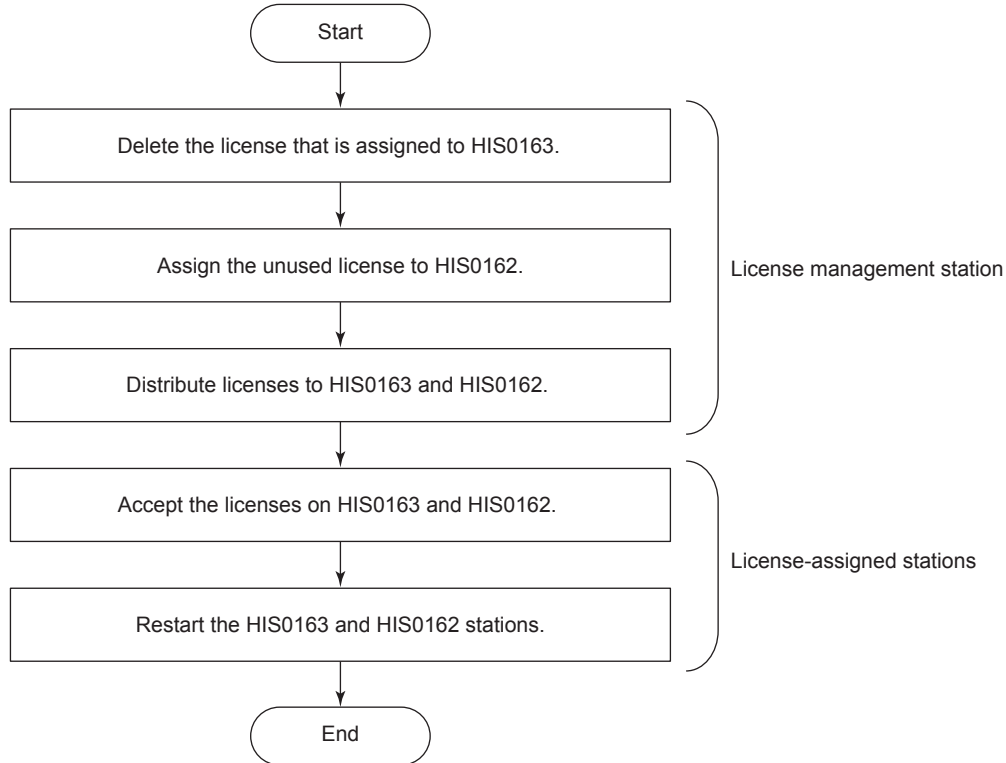 Start
Delete the license that is assigned to HIS0163.
Assign the unused license to HIS0162.
License management station
Distribute licenses to HIS0163 and HIS0162.
Accept the licenses on HIS0163 and HIS0162.
License-assigned stations
Restart the HIS0163 and HIS0162 stations.
End